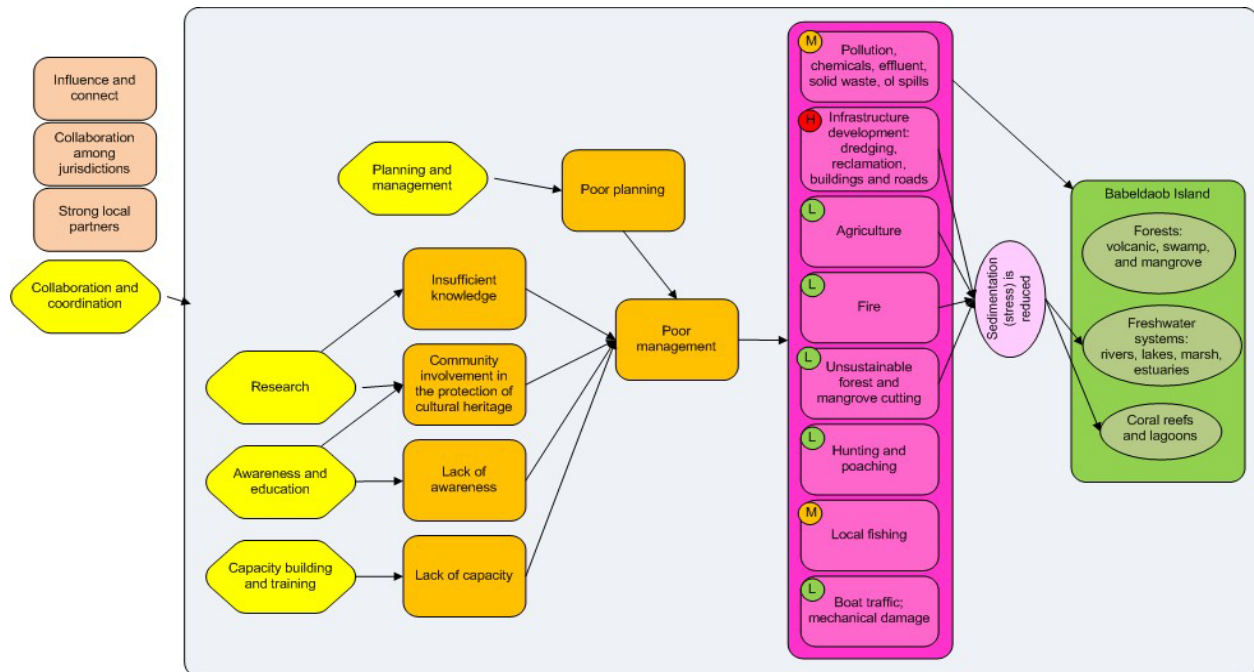 Influence and
connect
Collaboration
among
jurisdictions
Strong local
partners
Collaboration and
coordination
Planning and
management
Research
Awareness and
education
Capacity building
and training
Poor planning
Insufficient
knowledge
Community
involvement in
the protection of
cultural heritage
Lack of
awareness
Lack of capacity
Poor
management
M
Pollution,
chemicals, effluent,
solid waste, ol spills
H
Infrastructure
development:
dredging,
reclamation,
buildings and roads
L
Agriculture
L
Fire
L
Unsustainable
forest and
mangrove cutting
L
Hunting and
poaching
M
Local fishing
L
Boat traffic;
mechanical damage
Sedimentation
(stress) is
reduced
Babeldaob Island
Forests:
volcanic, swamp,
and mangrove
Freshwater
systems:
rivers, lakes, marsh,
estuaries
Coral reefs
and lagoons